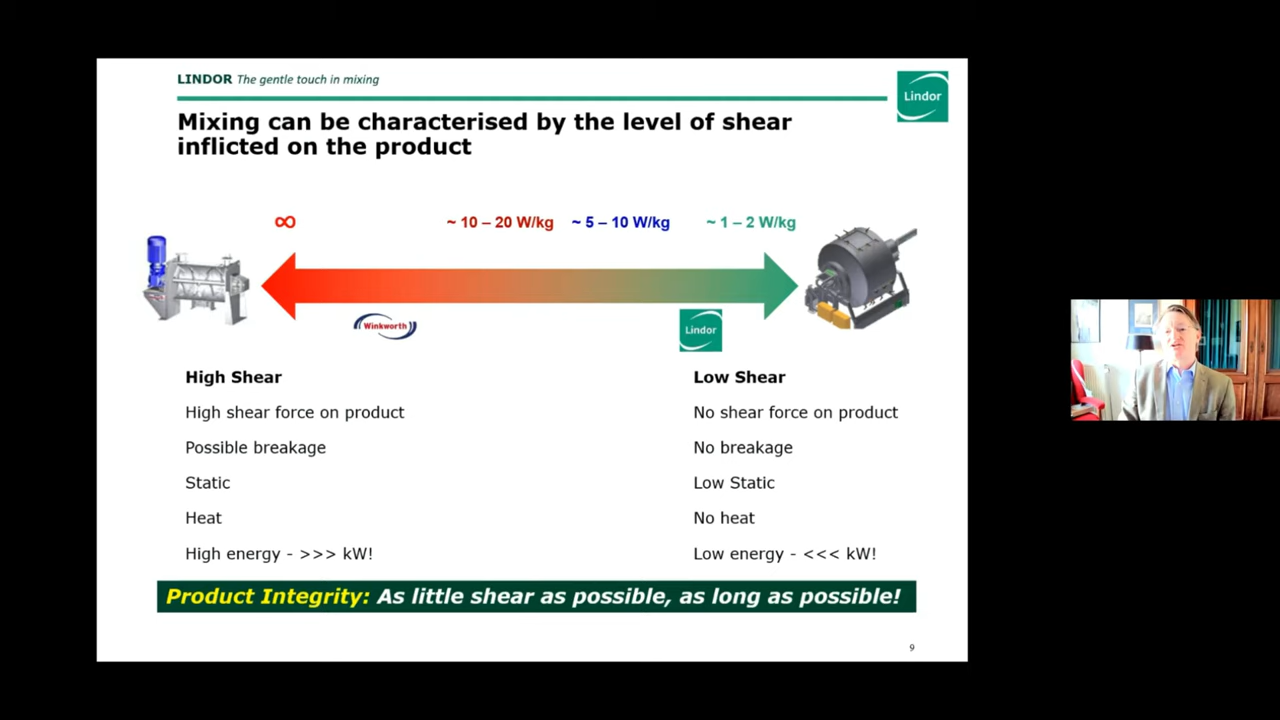 LINDOR The gentle touch in mixing
Lindor
Mixing can be characterised by the level of shear
inflicted on the product
∞
~ 10 – 20 W/kg
~ 5 – 10 W/kg
~ 1 – 2 W/kg
Winkworth
Lindor
High Shear
High shear force on product
Possible breakage
Static
Heat
High energy - >>> kW!
Low Shear
No shear force on product
No breakage
Low Static
No heat
Low energy - <<< kW!
Product Integrity: As little shear as possible, as long as possible!
9